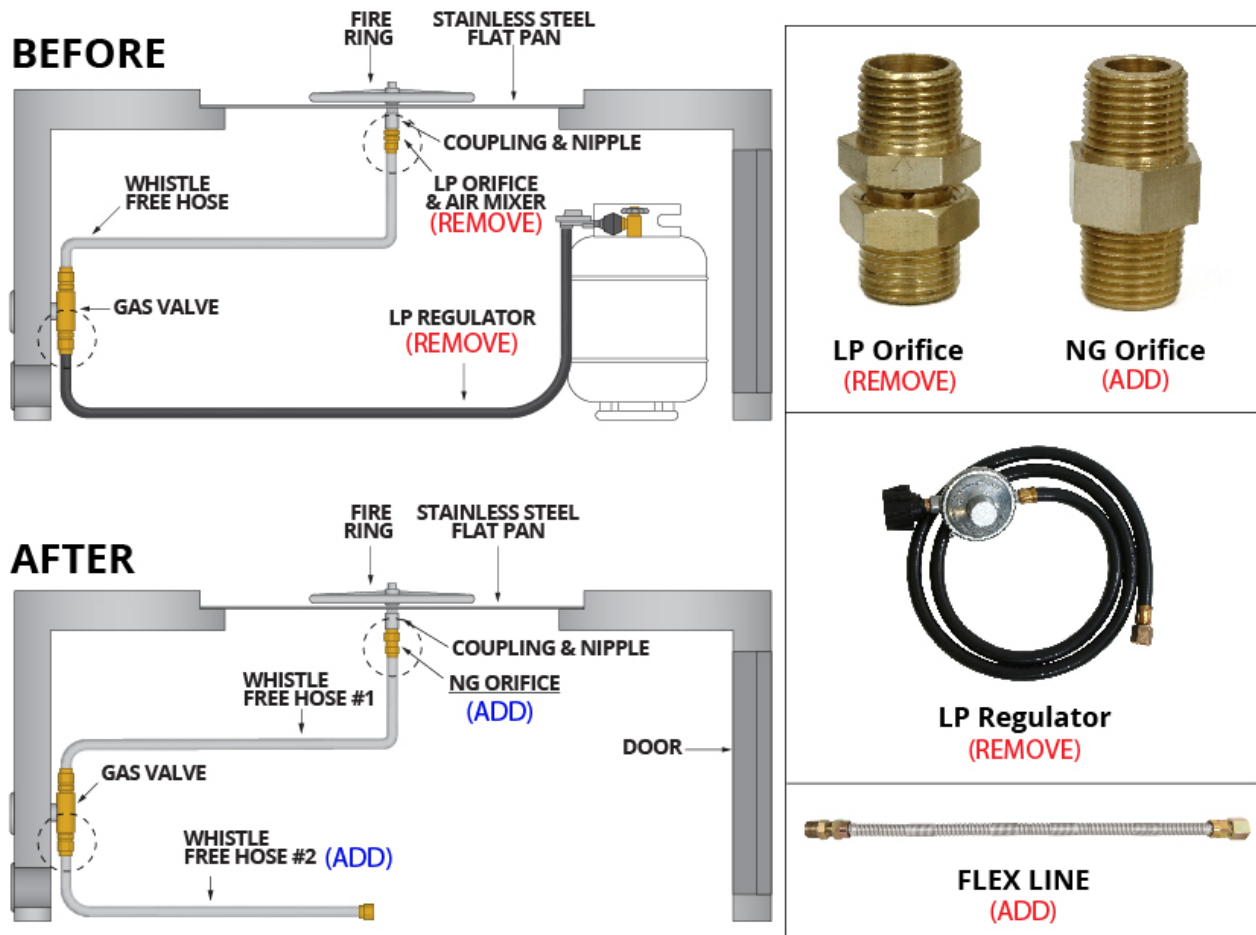 BEFORE
FIRE
RING
STAINLESS STEEL
FLAT PAN
COUPLING & NIPPLE
LP ORIFICE
& AIR MIXER
(REMOVE)
WHISTLE
FREE HOSE
GAS VALVE
LP REGULATOR
(REMOVE)
AFTER
FIRE
RING
STAINLESS STEEL
FLAT PAN
COUPLING & NIPPLE
NG ORIFICE
(ADD)
WHISTLE
FREE HOSE #1
DOOR
GAS VALVE
WHISTLE
FREE HOSE #2 (ADD)
LP Orifice
(REMOVE)
NG Orifice
(ADD)
LP Regulator
(REMOVE)
FLEX LINE
(ADD)